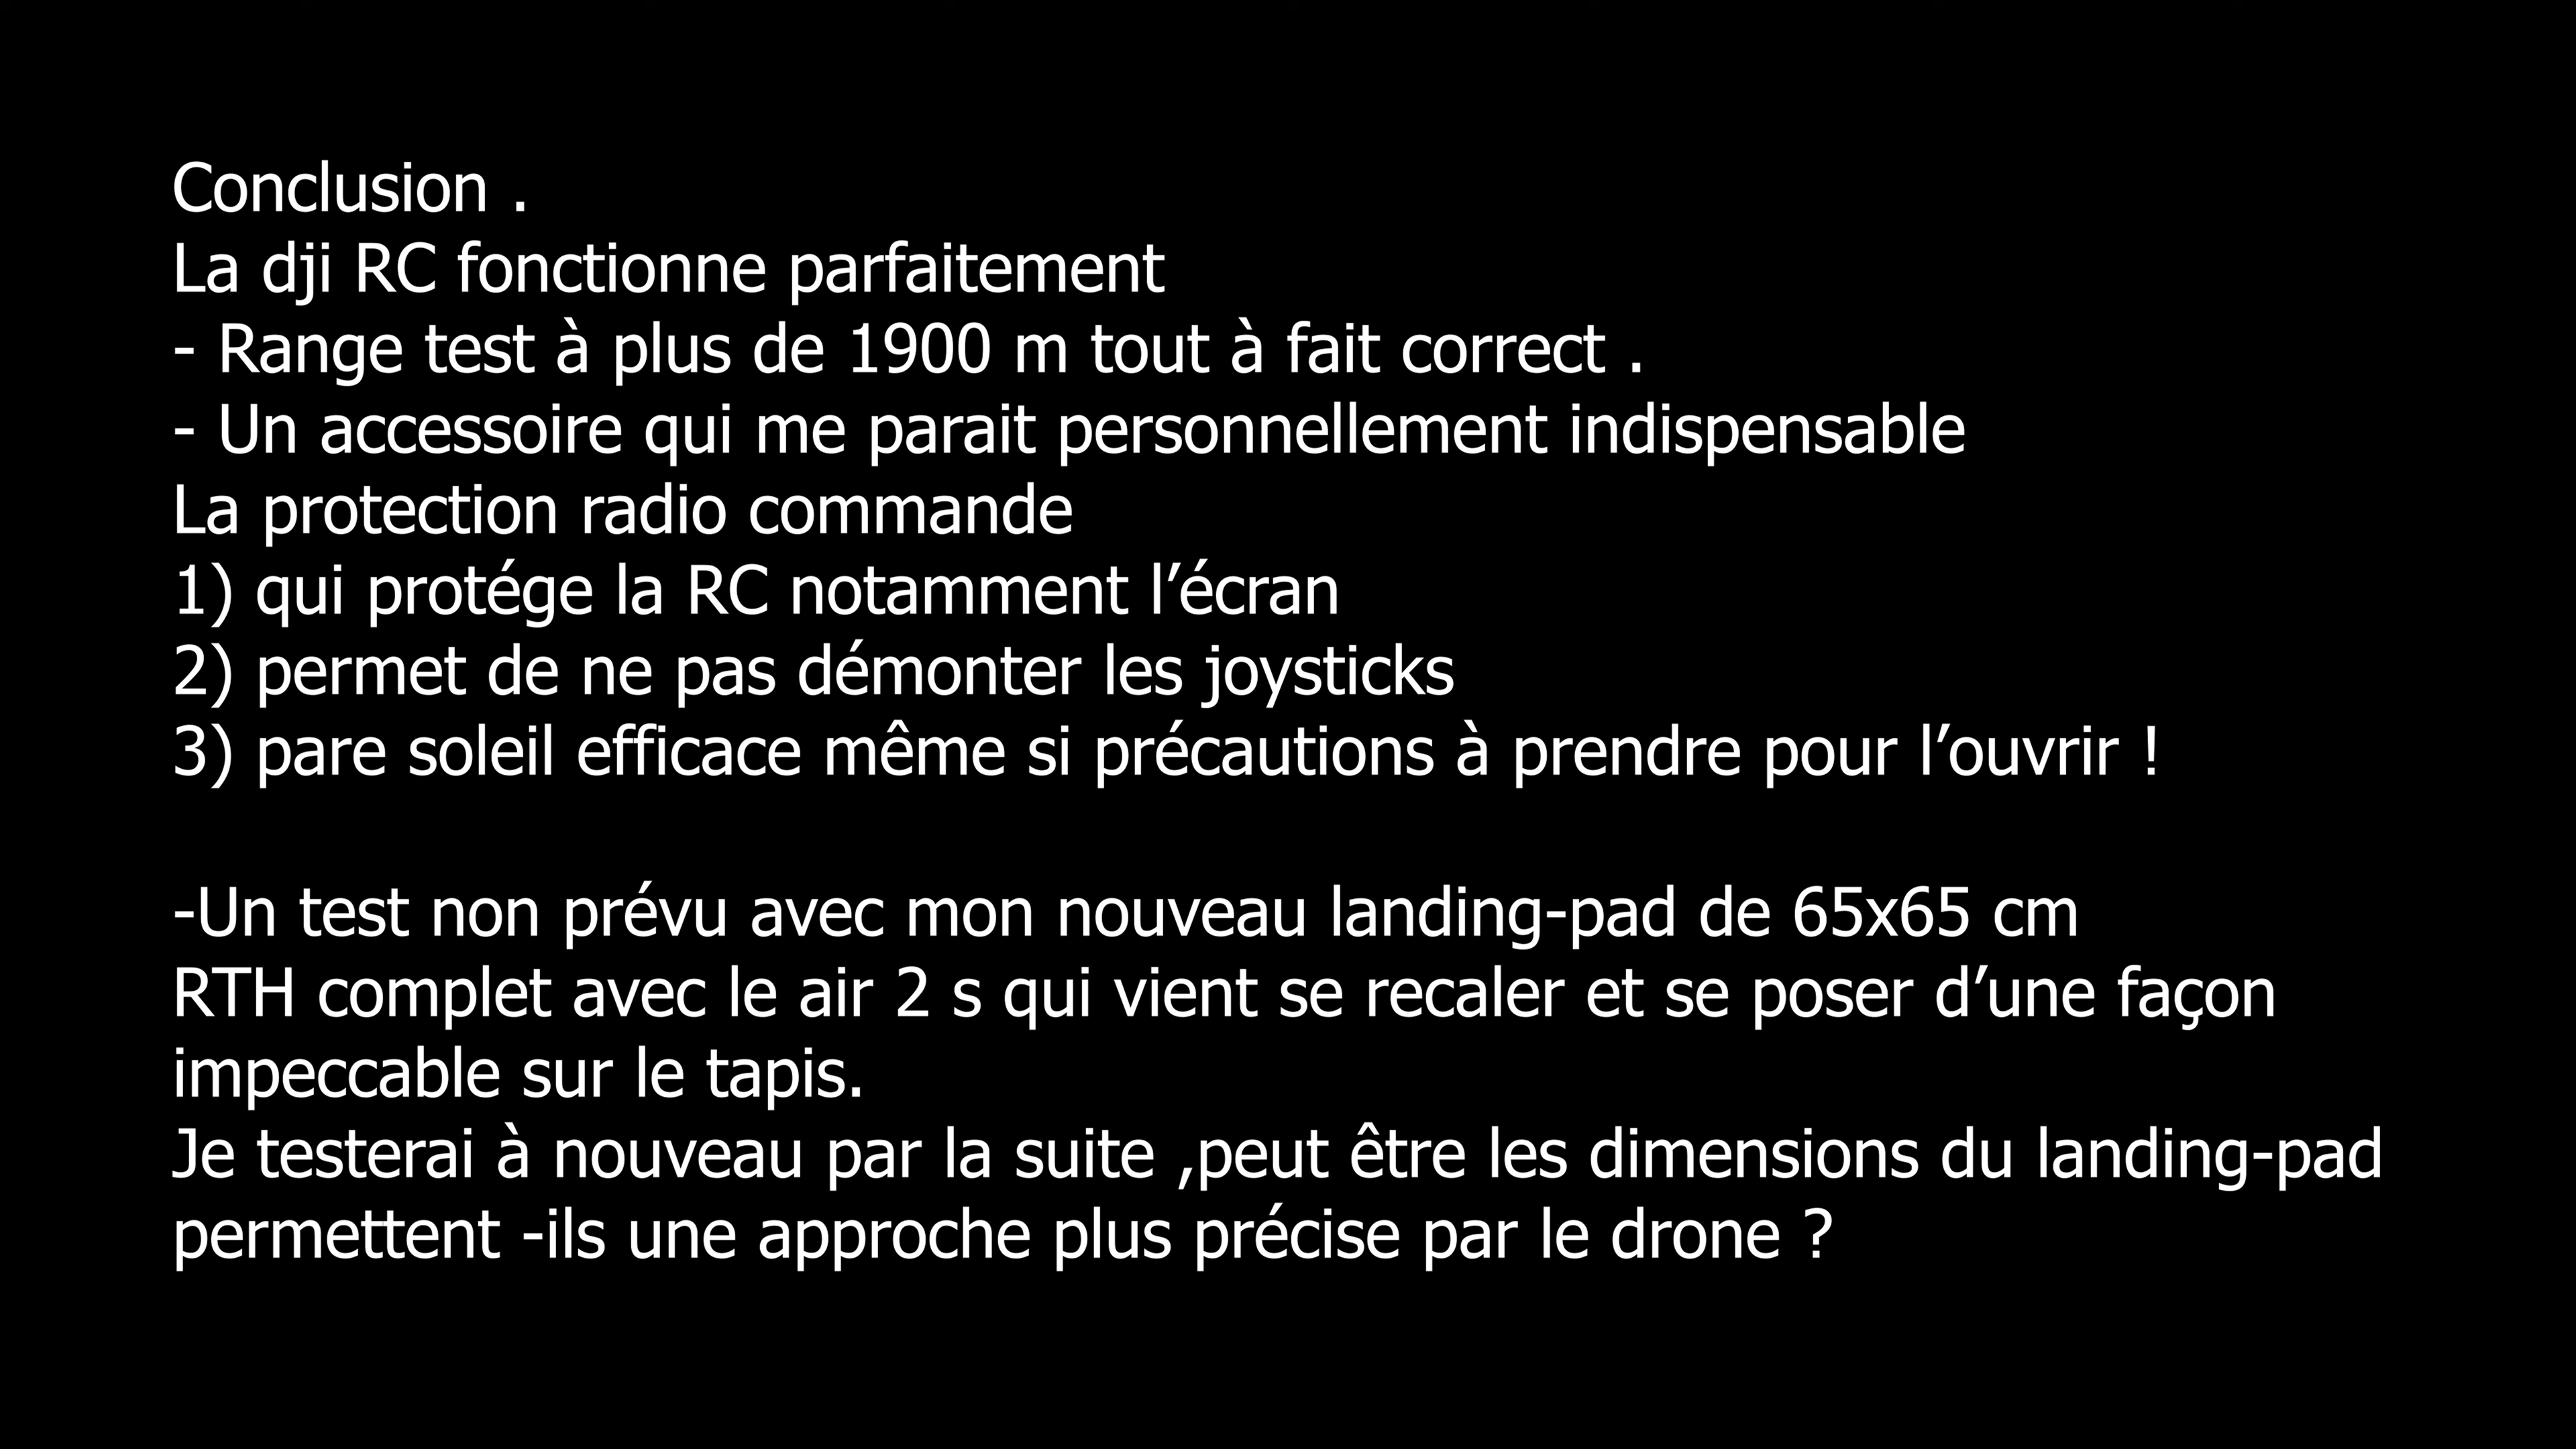 Conclusion .
La dji RC fonctionne parfaitement
- Range test à plus de 1900 m tout à fait correct .
- Un accessoire qui me parait personnellement indispensable
La protection radio commande
1) qui protége la RC notamment l’écran
2) permet de ne pas démonter les joysticks
3) pare soleil efficace même si précautions à prendre pour l’ouvrir !
-Un test non prévu avec mon nouveau landing-pad de 65x65 cm
RTH complet avec le air 2 s qui vient se recaler et se poser d’une façon
impeccable sur le tapis.
Je testerai à nouveau par la suite ,peut être les dimensions du landing-pad
permettent -ils une approche plus précise par le drone ?